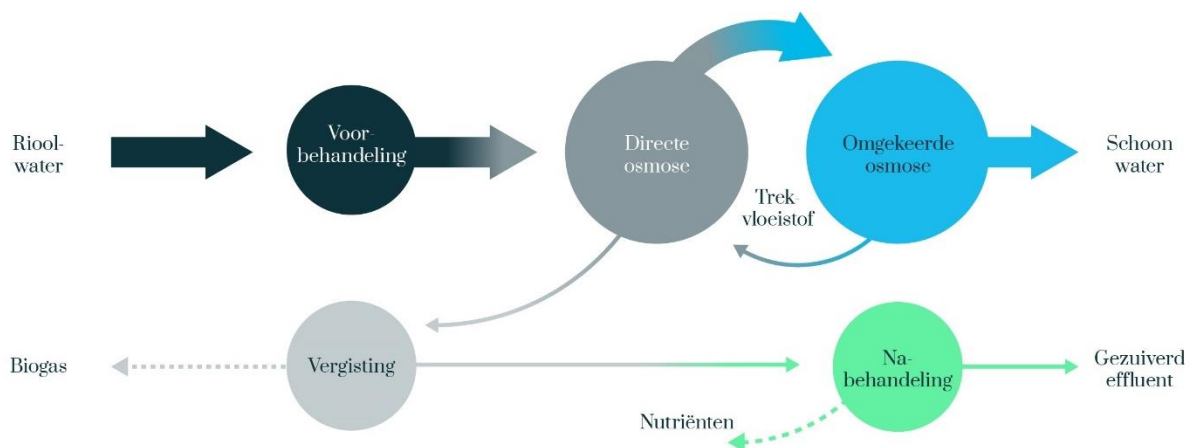 Riool-
water
Voor-
behandeling
Directe
osmose
Omgekeerde
osmose
Schoon
water
Trek-
vloeistof
Biogas
Vergisting
Na-
behandeling
Gezuiverd
effluent
Nutriënten